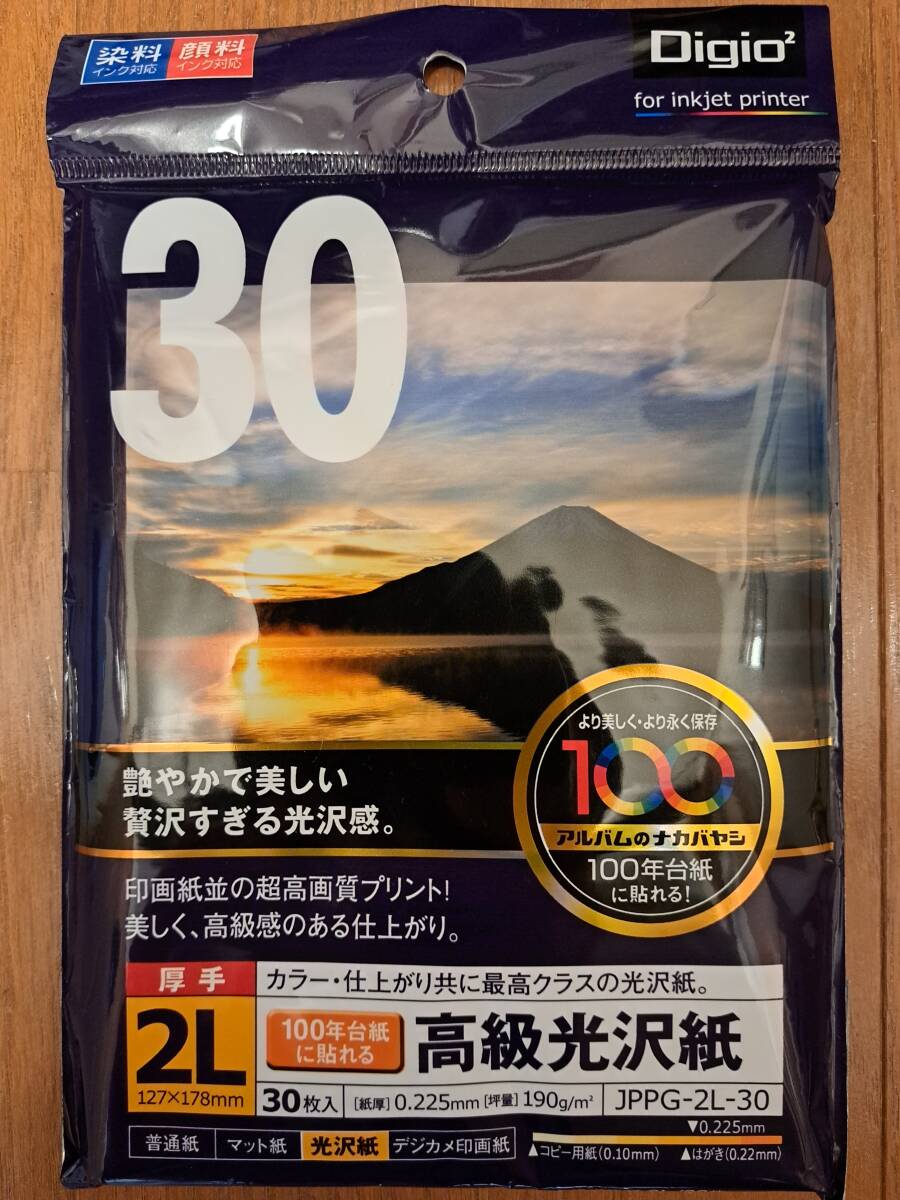 染料
インク対応
顔料
インク対応
Digio²
for inkjet printer
30
より美しく・より永く保存
100
アルバムのナカバヤシ
100年台紙
に貼れる!
艶やかで美しい
贅沢すぎる光沢感。
印画紙並の超高画質プリント!
美しく、高級感のある仕上がり。
厚手
2L
127×178mm
カラー・仕上がり共に最高クラスの光沢紙。
100年台紙
に貼れる
高級光沢紙
30枚入 [紙厚] 0.225mm [坪量] 190g/m² JPPG-2L-30
普通紙 マット紙 光沢紙 デジカメ印画紙
▼0.225mm
▲コピー用紙(0.10mm) ▲はがき(0.22mm)